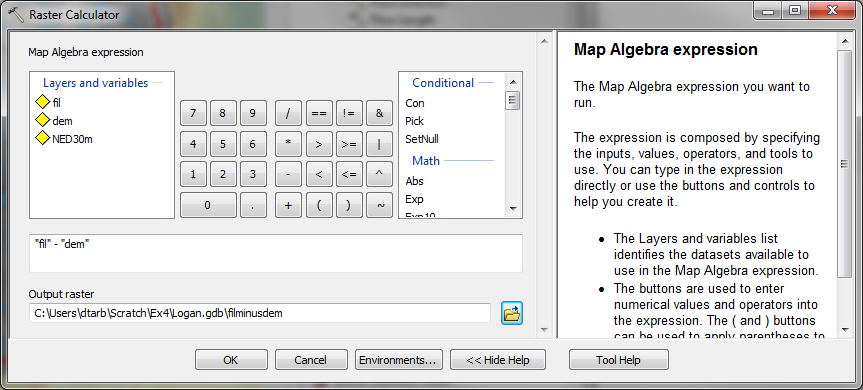 Raster Calculator
Map Algebra expression
Layers and variables
fil
dem
NED30m
7 8 9 / == != &
4 5 6 * > >= |
1 2 3 - < <= ^
0 . + ( ) ~
Conditional
Con
Pick
SetNull
Math
Abs
Exp
Exp10
"fil" - "dem"
Output raster
C:\Users\dtarb\Scratch\Ex4\Logan.gdb\filminusdem
OK
Cancel
Environments...
<< Hide Help
Tool Help
Map Algebra expression
The Map Algebra expression you want to
run.
The expression is composed by specifying
the inputs, values, operators, and tools to
use. You can type in the expression
directly or use the buttons and controls to
help you create it.
• The Layers and variables list
identifies the datasets available to
use in the Map Algebra expression.
• The buttons are used to enter
numerical values and operators into
the expression. The ( and ) buttons
can be used to apply parentheses to